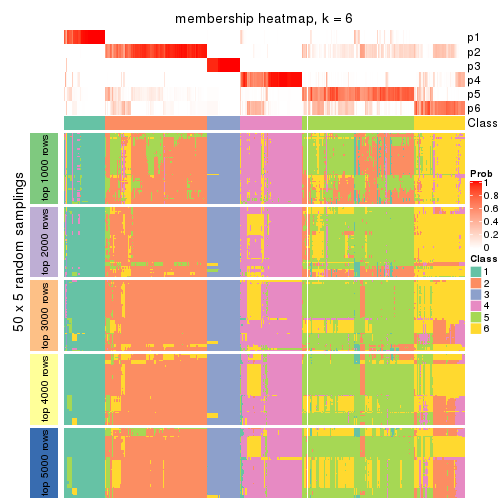 membership heatmap, k = 6
p1
p2
p3
p4
p5
p6
Class
50 x 5 random samplings
top 1000 rows
top 2000 rows
top 3000 rows
top 4000 rows
top 5000 rows
Prob
1
0.8
0.6
0.4
0.2
0
Class
1
2
3
4
5
6